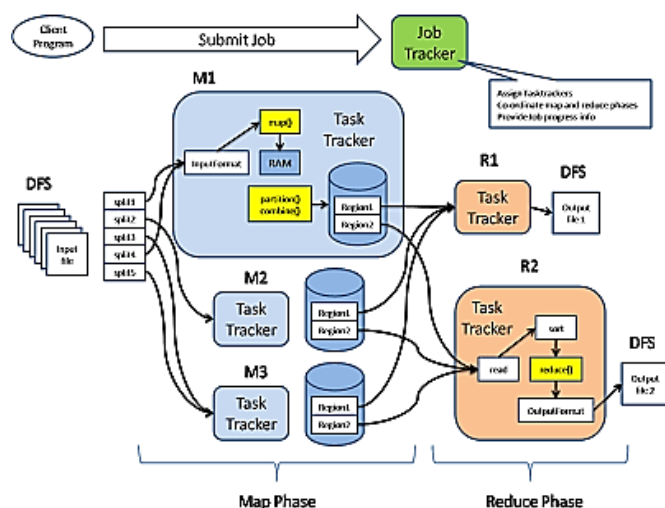 Client
Program
Submit Job
Job
Tracker
Assign Tasktrackers
Co-ordinate map and reduce phases
Provide Job progress info
M1
map()
Task
Tracker
InputFormat
RAM
partition()
combine()
Region1
Region2
DFS
Input
file
split1
split2
split3
split4
split5
M2
Task
Tracker
Region1
Region2
M3
Task
Tracker
Region1
Region2
R1
Task
Tracker
DFS
Output
file 1
R2
Task
Tracker
sort
read
reduce()
OutputFormat
DFS
Output
file 2
Map Phase
Reduce Phase